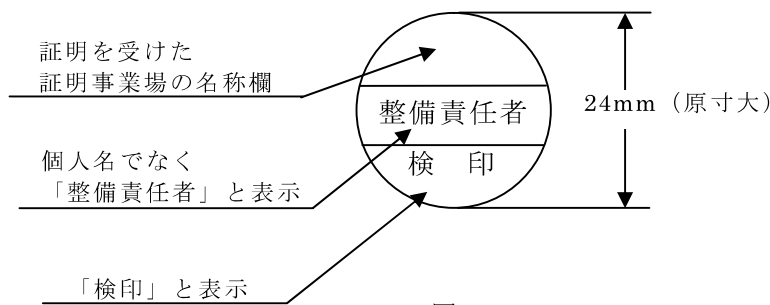 証明を受けた
証明事業場の名称欄
整備責任者
24mm（原寸大）
個人名でなく
「整備責任者」と表示
検　印
「検印」と表示